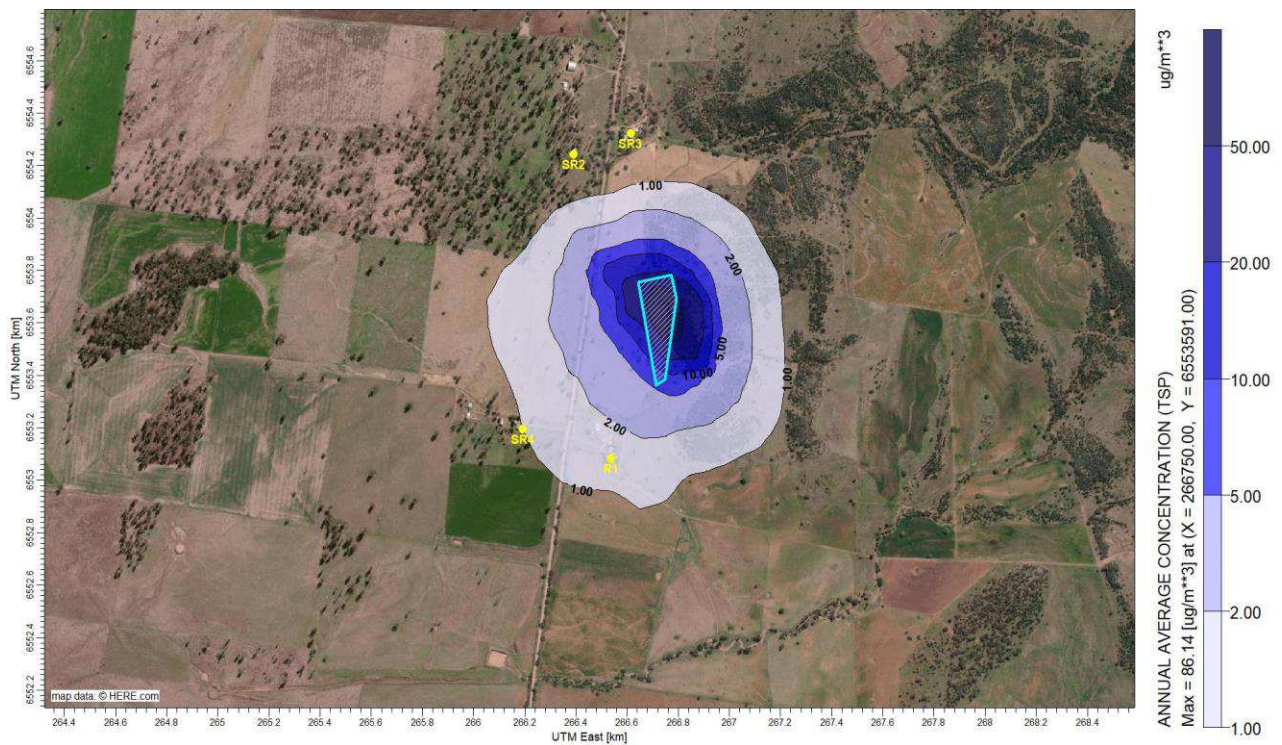 6554.6
6554.4
6554.2
6554
6553.8
6553.6
6553.4
6553.2
6553
6552.8
6552.6
6552.4
6552.2
UTM North [km]
SR3
SR2
1.00
2.00
5.00
10.00
1.00
2.00
SR4
R1
1.00
map data: © HERE.com
264.4 264.6 264.8 265 265.2 265.4 265.6 265.8 266 266.2 266.4 266.6 266.8 267 267.2 267.4 267.6 267.8 268 268.2 268.4
UTM East [km]
ug/m**3
ANNUAL AVERAGE CONCENTRATION (TSP)
Max = 86.14 [ug/m**3] at (X = 266750.00, Y = 6553591.00)
50.00
20.00
10.00
5.00
2.00
1.00